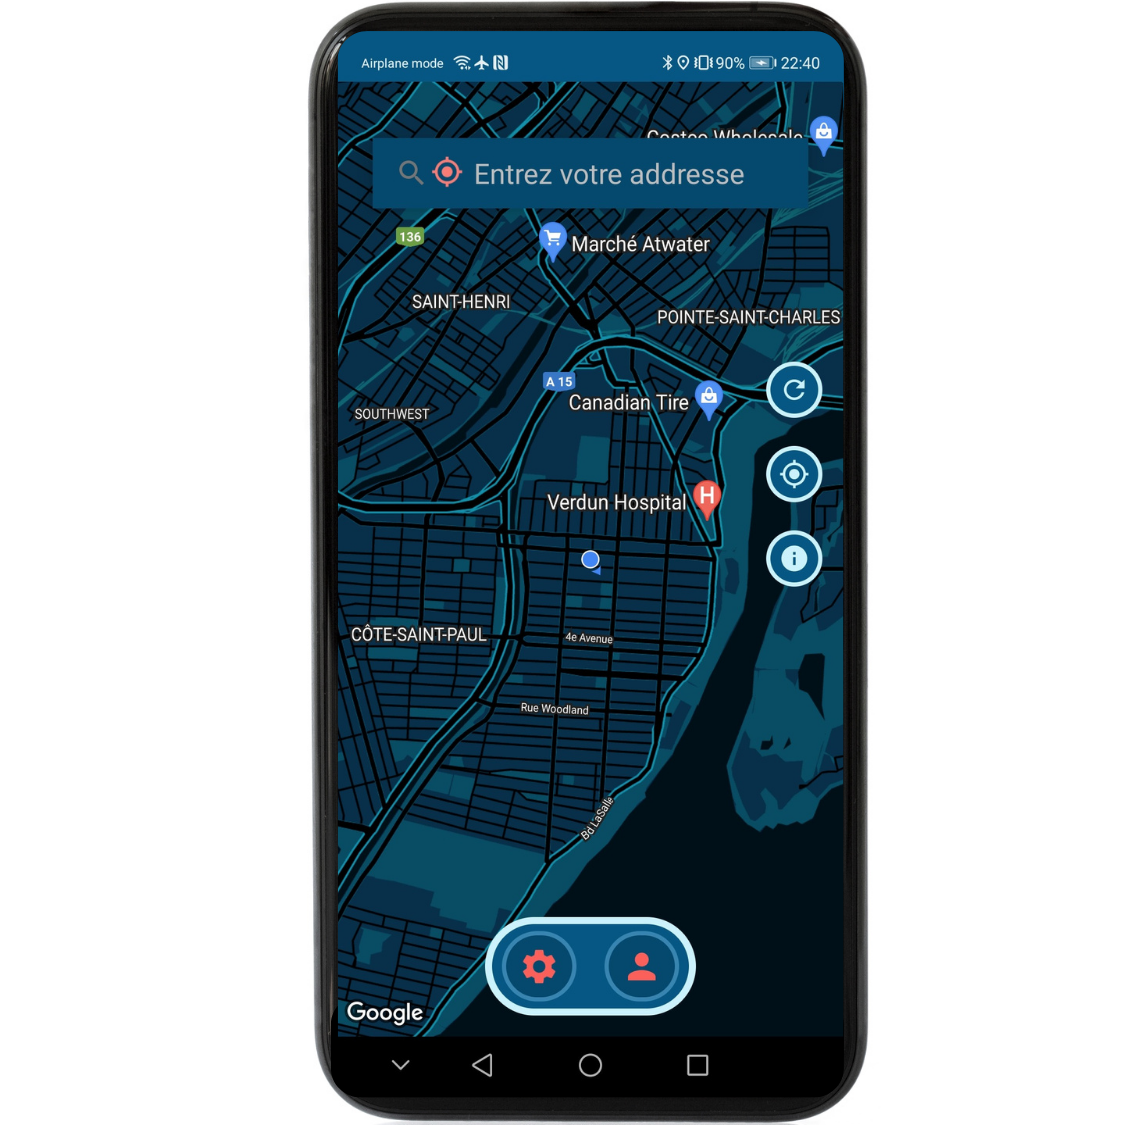 Airplane mode 90% 22:40
Costco Wholesale
Entrez votre addresse
136
Marché Atwater
SAINT-HENRI
POINTE-SAINT-CHARLES
A 15
Canadian Tire
SOUTHWEST
Verdun Hospital
H
CÔTE-SAINT-PAUL
4e Avenue
Rue Woodland
Bd LaSalle
Google